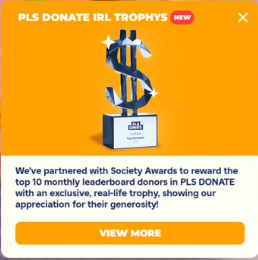 PLS DONATE IRL TROPHYS NEW
PLS
DONATE
We've partnered with Society Awards to reward the
top 10 monthly leaderboard donors in PLS DONATE
with an exclusive, real-life trophy, showing our
appreciation for their generosity!
VIEW MORE